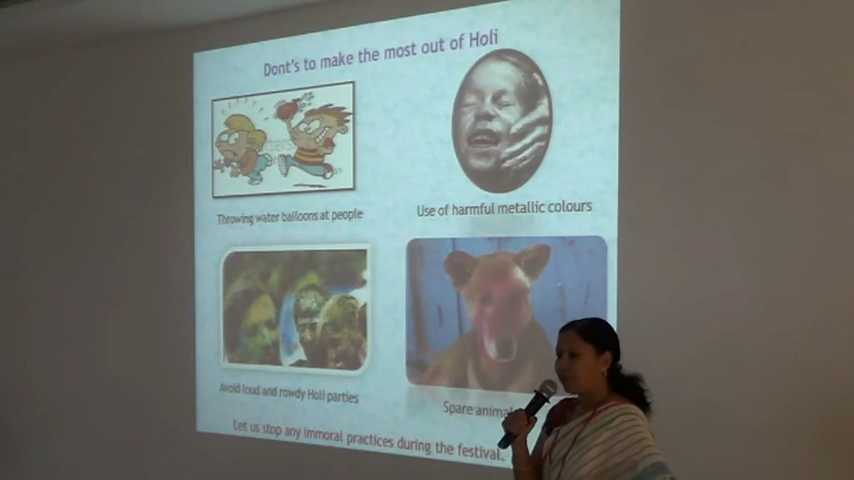 Dont's to make the most out of Holi
Throwing water balloons at people
Use of harmful metallic colours
Avoid loud and rowdy Holi parties
Spare
Let us stop any immoral practices during the festival.